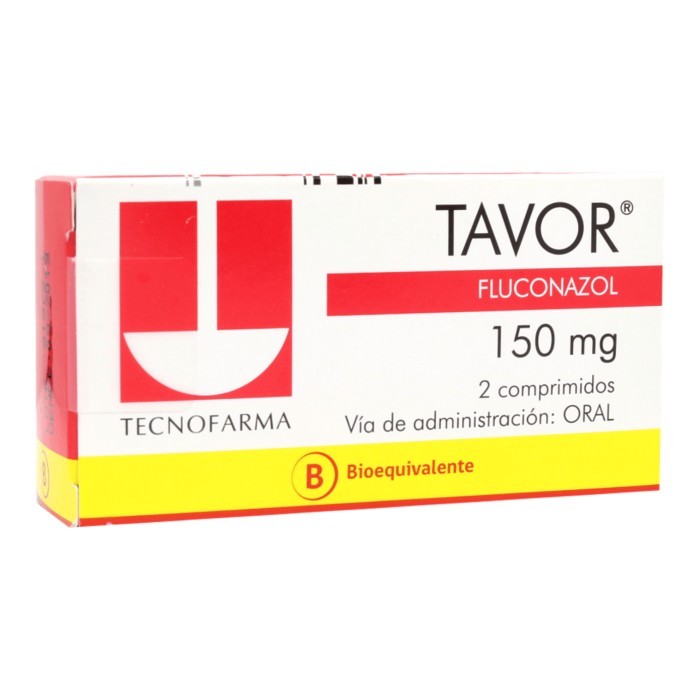 TAVOR®
FLUCONAZOL
150 mg
2 comprimidos
Vía de administración: ORAL
TECNOFARMA
B Bioequivalente
B